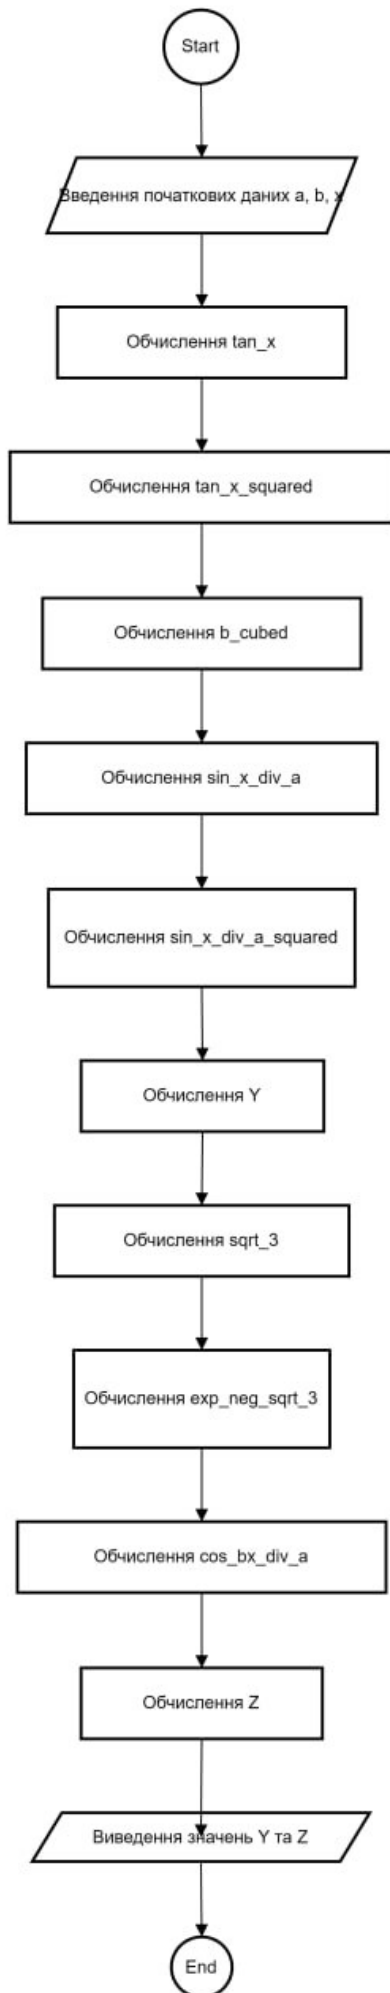 Start
Введення початкових даних a, b, x
Обчислення tan_x
Обчислення tan_x_squared
Обчислення b_cubed
Обчислення sin_x_div_a
Обчислення sin_x_div_a_squared
Обчислення Y
Обчислення sqrt_3
Обчислення exp_neg_sqrt_3
Обчислення cos_bx_div_a
Обчислення Z
Виведення значень Y та Z
End